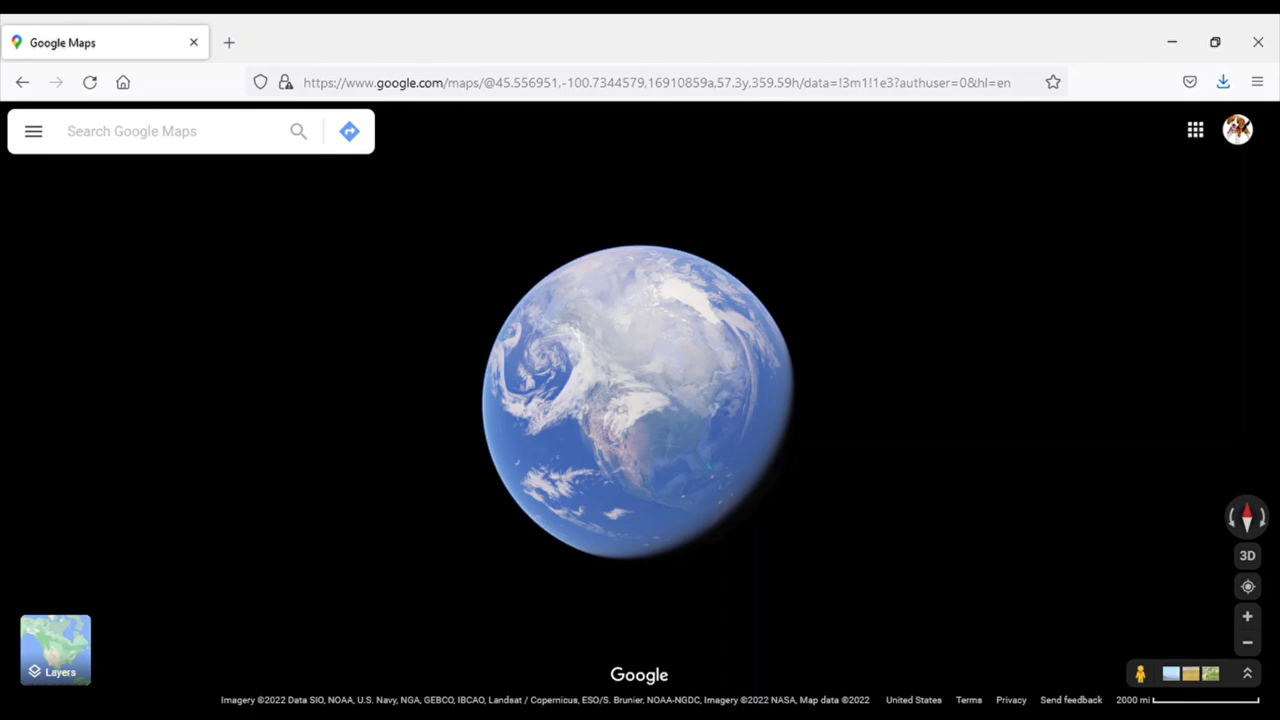 Google Maps
https://www.google.com/maps/@45.556951,-100.7344579,16910859a,57.3y,359.59h/data=!3m1!1e3?authuser=0&hl=en
Search Google Maps
3D
Layers
Google
Imagery ©2022 Data SIO, NOAA, U.S. Navy, NGA, GEBCO, IBCAO, Landsat / Copernicus, ESO/S. Brunier, NOAA-NGDC, Imagery ©2022 NASA, Map data ©2022 United States Terms Privacy Send feedback 2000 mi